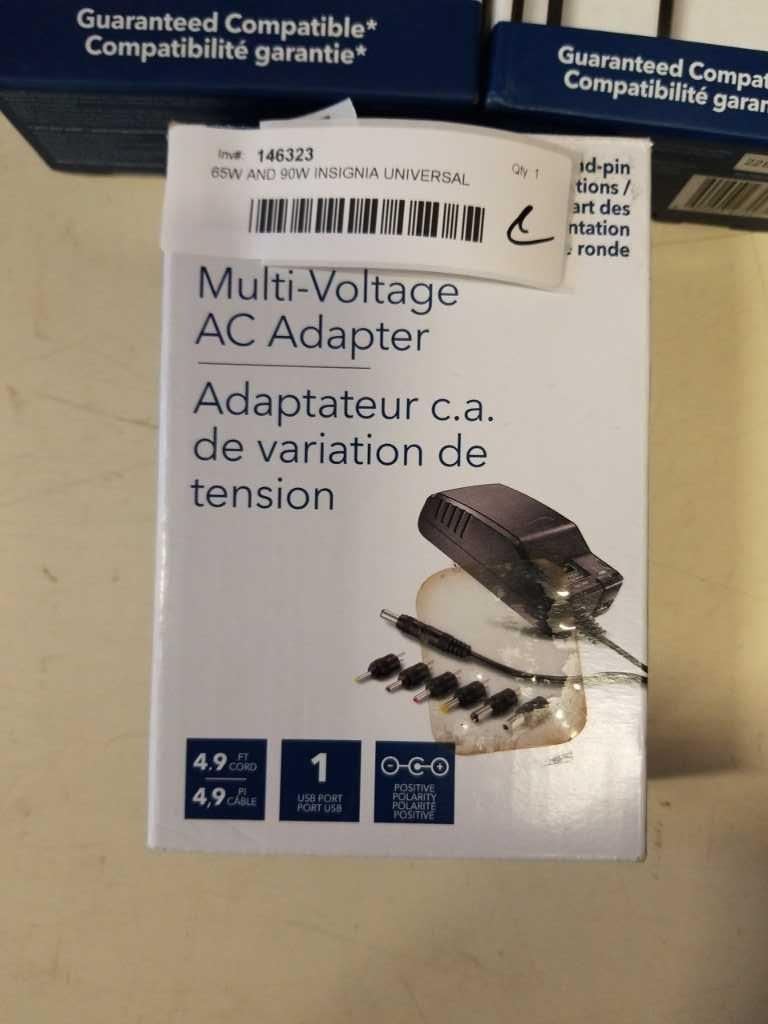 Guaranteed Compatible*
Compatibilité garantie*
Guaranteed Compat
Compatibilité garan
Inv#: 146323
65W AND 90W INSIGNIA UNIVERSAL
Qty 1
nd-pin
tions /
art des
ntation
ronde
Multi-Voltage
AC Adapter
Adaptateur c.a.
de variation de
tension
4.9 FT CORD
4,9 PI CÂBLE
1
USB PORT
PORT USB
POSITIVE
POLARITY
POLARITÉ
POSITIVE